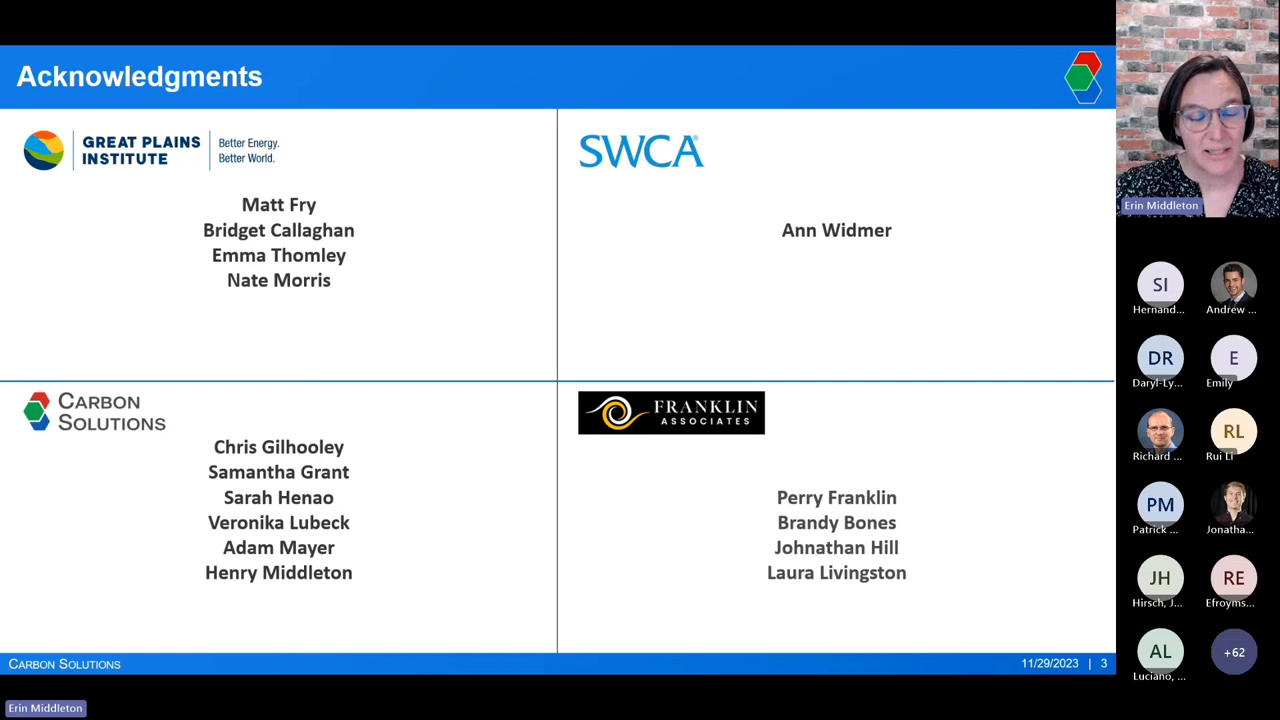 Acknowledgments
GREAT PLAINS
INSTITUTE
Better Energy.
Better World.
Matt Fry
Bridget Callaghan
Emma Thomley
Nate Morris
SWCA
Ann Widmer
CARBON
SOLUTIONS
Chris Gilhooley
Samantha Grant
Sarah Henao
Veronika Lubeck
Adam Mayer
Henry Middleton
FRANKLIN
ASSOCIATES
Perry Franklin
Brandy Bones
Johnathan Hill
Laura Livingston
CARBON SOLUTIONS
11/29/2023 | 3
Erin Middleton
Erin Middleton
SI
Hernand...
Andrew ...
DR
Daryl-Ly...
E
Emily
Richard ...
RL
Rui Li
PM
Patrick ...
Jonatha...
JH
Hirsch, J...
RE
Efroyms...
AL
Luciano, ...
+62